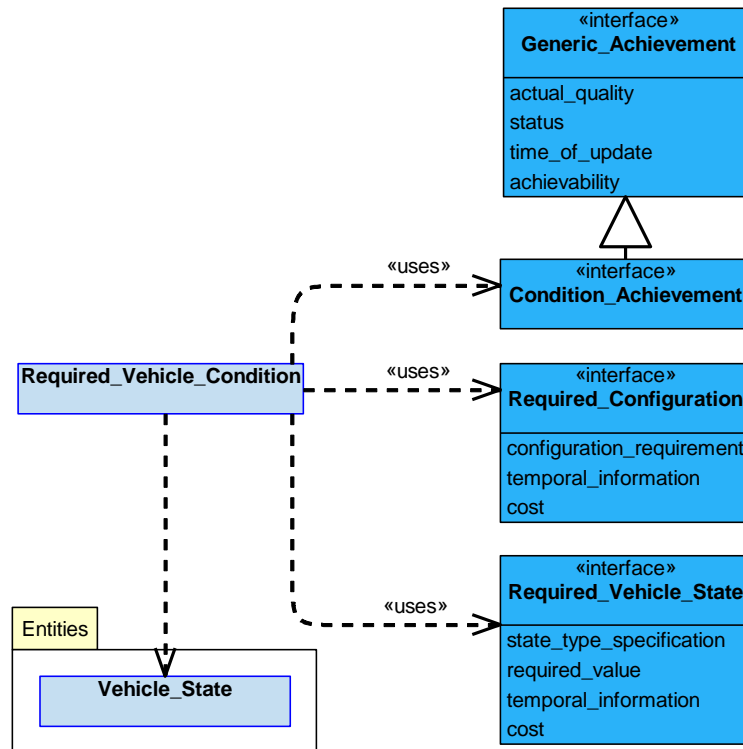 «interface»
Generic_Achievement
actual_quality
status
time_of_update
achievability
«uses»
«interface»
Condition_Achievement
Required_Vehicle_Condition
«uses»
«interface»
Required_Configuration
configuration_requirement
temporal_information
cost
«uses»
«interface»
Required_Vehicle_State
state_type_specification
required_value
temporal_information
cost
Entities
Vehicle_State